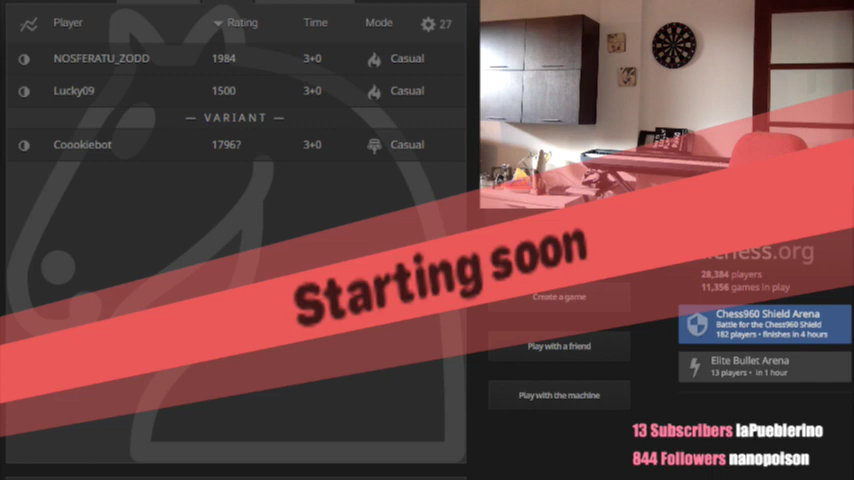 Player Rating Time Mode 27
NOSFERATU_ZODD 1984 3+0 Casual
Lucky09 1500 3+0 Casual
— VARIANT —
Coookiebot 1796? 3+0 Casual
Starting soon
chess.org
28,384 players
11,356 games in play
Create a game
Play with a friend
Play with the machine
Chess960 Shield Arena
Battle for the Chess960 Shield
182 players • finishes in 4 hours
Elite Bullet Arena
13 players • in 1 hour
13 Subscribers laPueblerino
844 Followers nanopoison